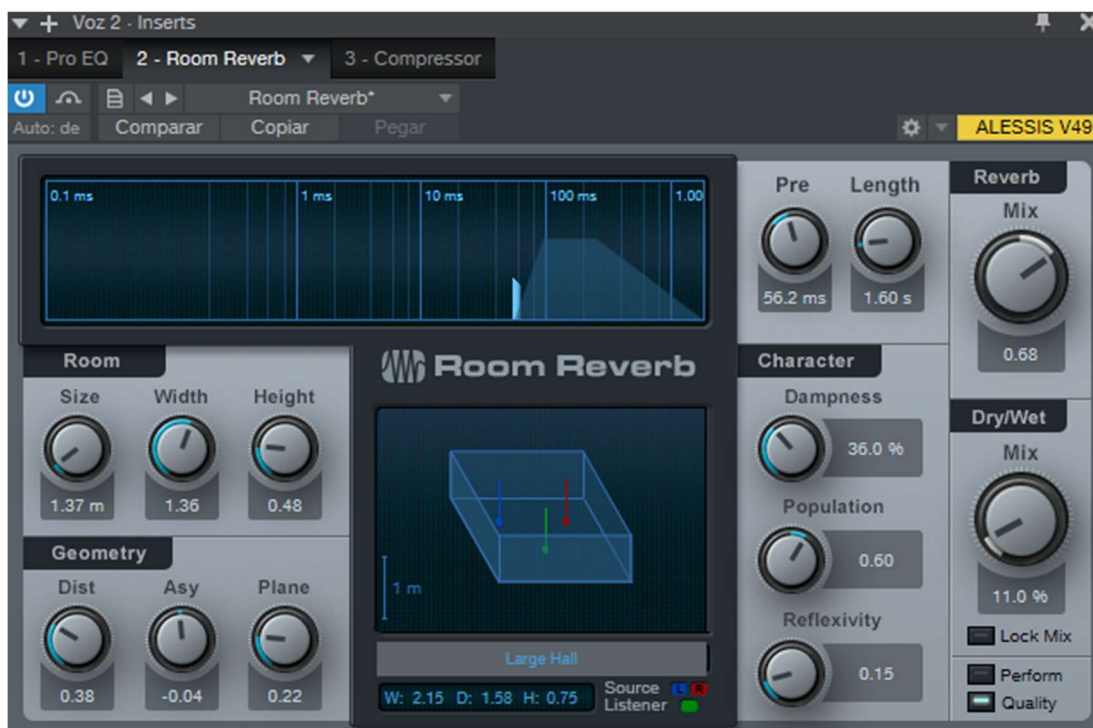 Voz 2 - Inserts
1 - Pro EQ 2 - Room Reverb 3 - Compressor
Room Reverb*
Auto: de Comparar Copiar Pegar
ALESSIS V49
0.1 ms 1 ms 10 ms 100 ms 1.00
Pre Length
56.2 ms 1.60 s
Reverb
Mix
0.68
Room
Size Width Height
1.37 m 1.36 0.48
Geometry
Dist Asy Plane
0.38 -0.04 0.22
Room Reverb
1 m
Large Hall
W: 2.15 D: 1.58 H: 0.75
Source L R
Listener
Character
Dampness
36.0 %
Population
0.60
Reflexivity
0.15
Dry/Wet
Mix
11.0 %
Lock Mix
Perform
Quality